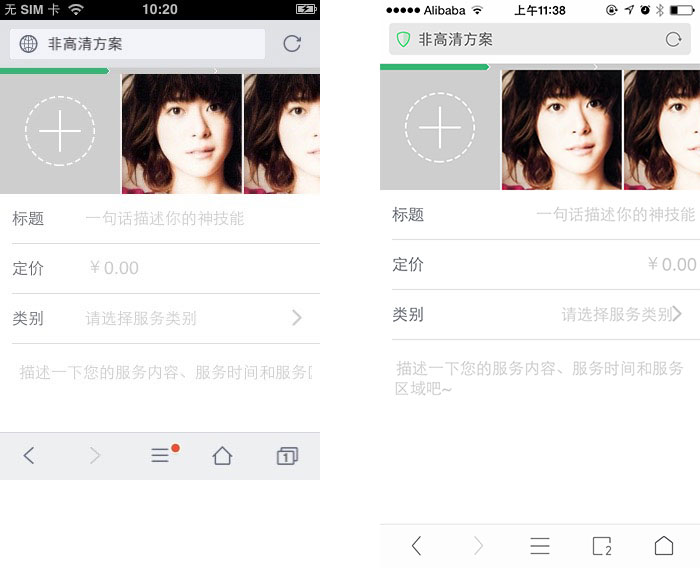 无 SIM 卡
10:20
非高清方案
标题
一句话描述你的神技能
定价
￥0.00
类别
请选择服务类别
描述一下您的服务内容、服务时间和服务
1
Alibaba
上午11:38
非高清方案
标题
一句话描述你的神技能
定价
￥0.00
类别
请选择服务类别
描述一下您的服务内容、服务时间和服务
区域吧~
2